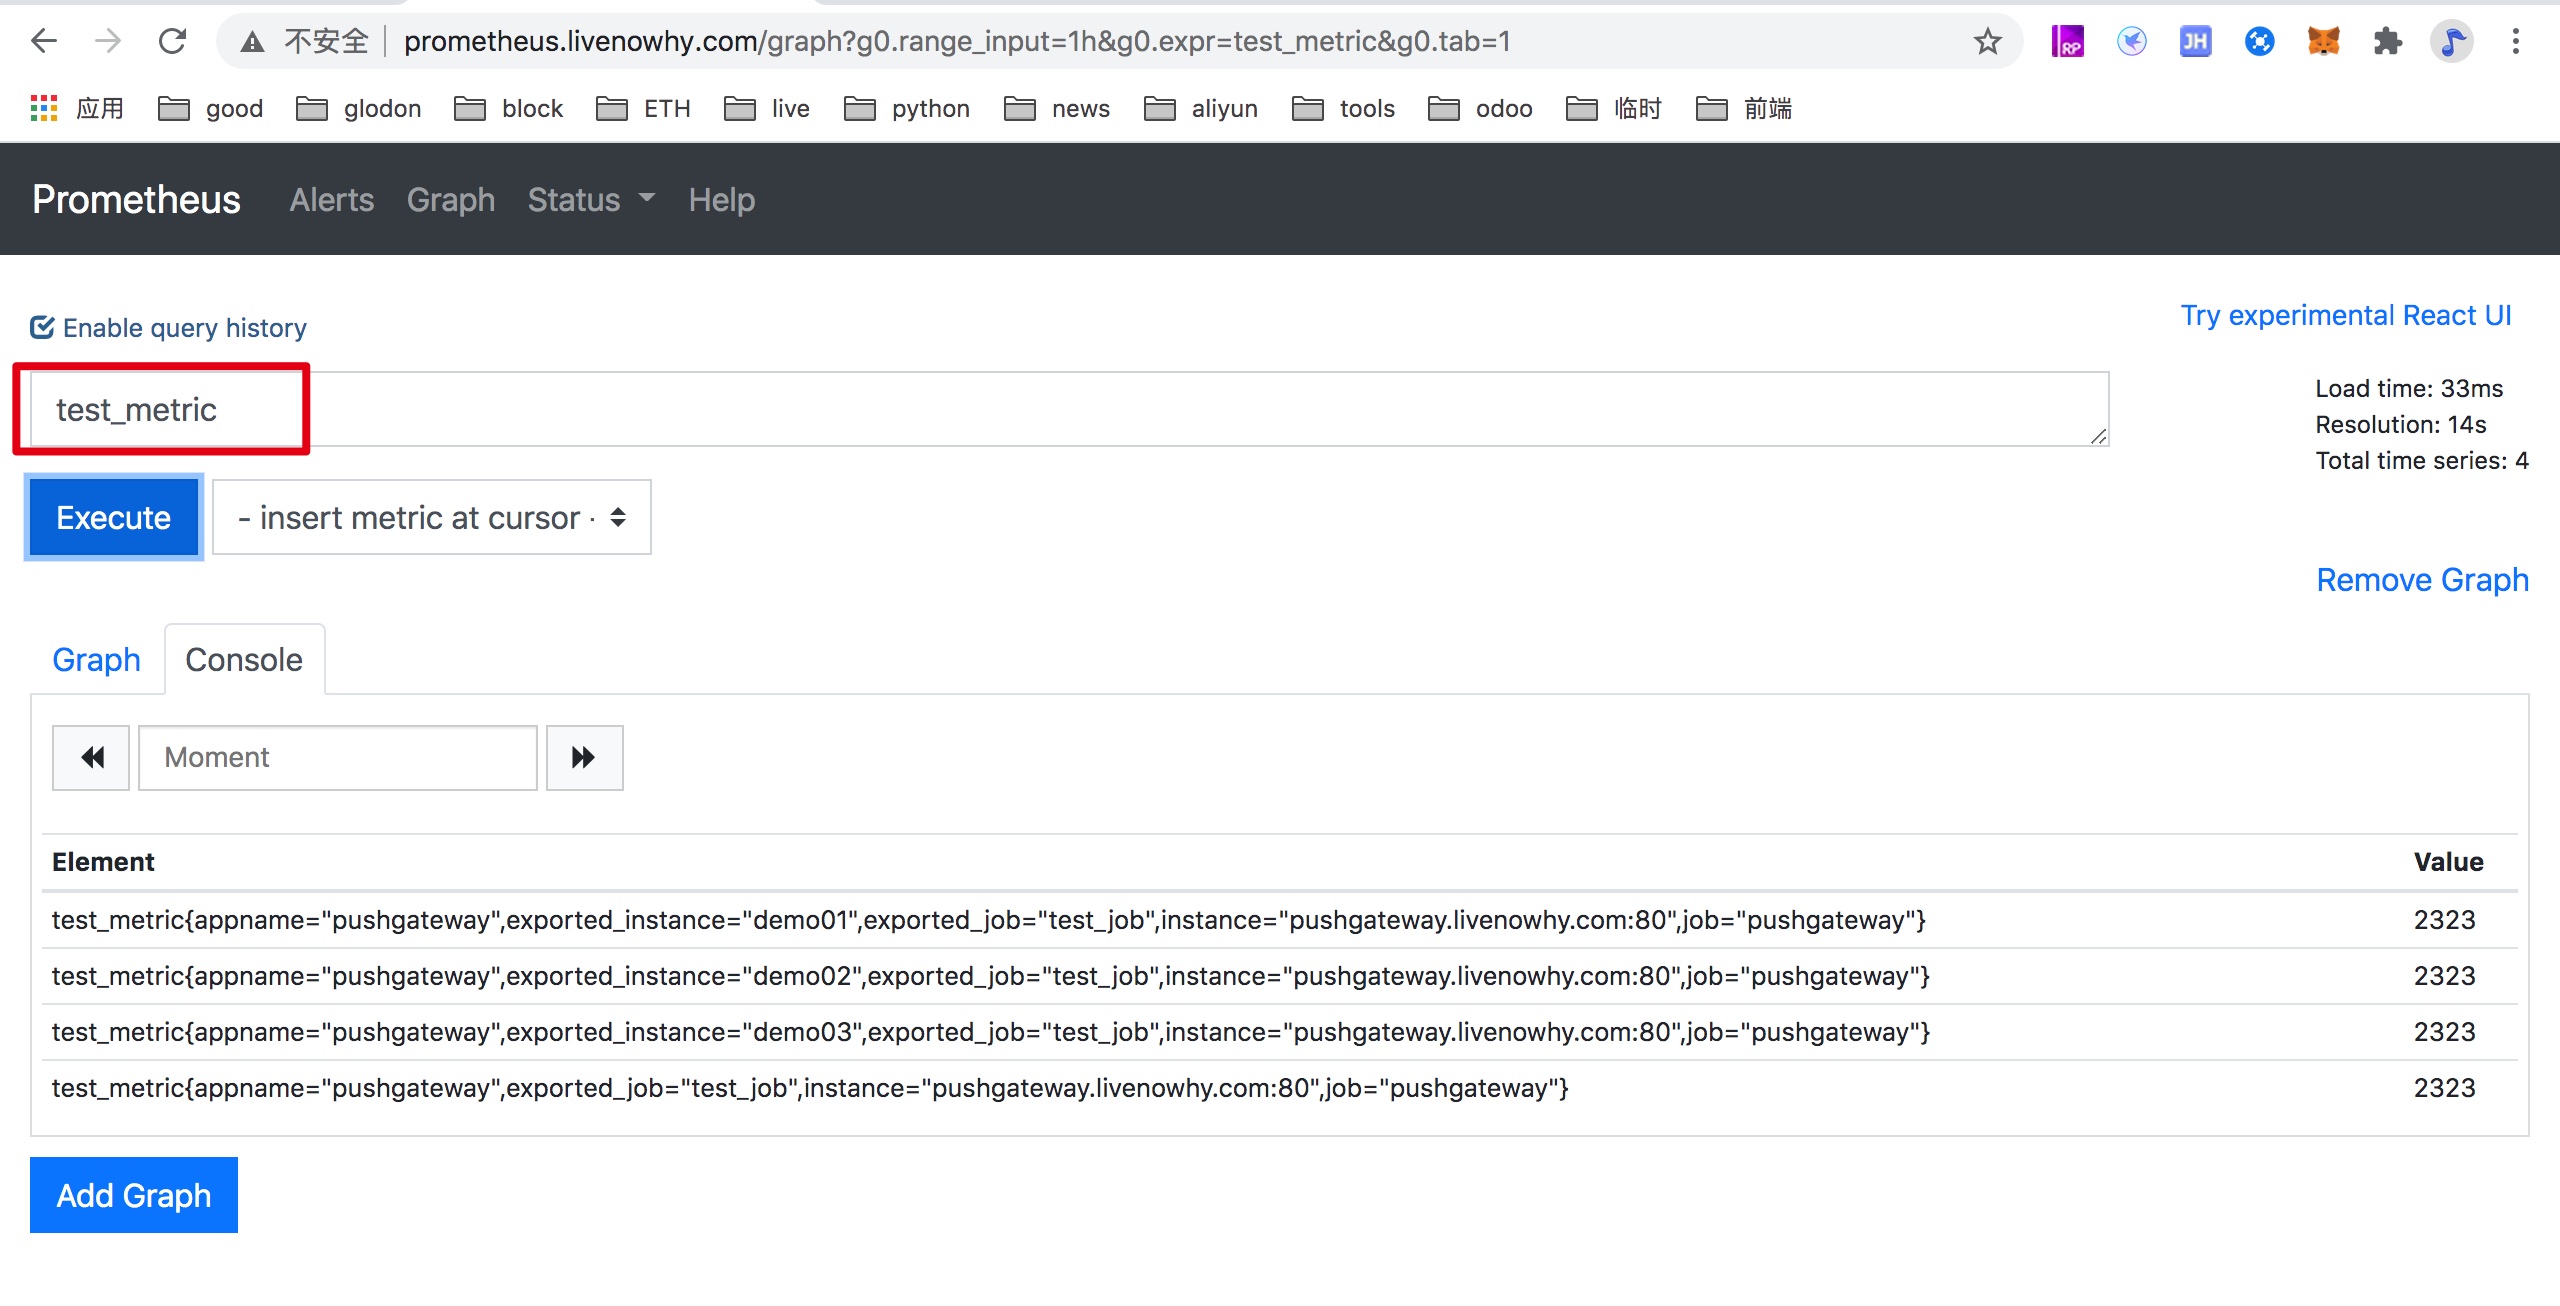 不安全 prometheus.livenowhy.com/graph?g0.range_input=1h&g0.expr=test_metric&g0.tab=1
RP JH
应用 good glodon block ETH live python news aliyun tools odoo 临时 前端
Prometheus Alerts Graph Status Help
Enable query history
Try experimental React UI
test_metric
Load time: 33ms
Resolution: 14s
Total time series: 4
Execute - insert metric at cursor -
Remove Graph
Graph Console
Moment
Element Value
test_metric{appname="pushgateway",exported_instance="demo01",exported_job="test_job",instance="pushgateway.livenowhy.com:80",job="pushgateway"} 2323
test_metric{appname="pushgateway",exported_instance="demo02",exported_job="test_job",instance="pushgateway.livenowhy.com:80",job="pushgateway"} 2323
test_metric{appname="pushgateway",exported_instance="demo03",exported_job="test_job",instance="pushgateway.livenowhy.com:80",job="pushgateway"} 2323
test_metric{appname="pushgateway",exported_job="test_job",instance="pushgateway.livenowhy.com:80",job="pushgateway"} 2323
Add Graph